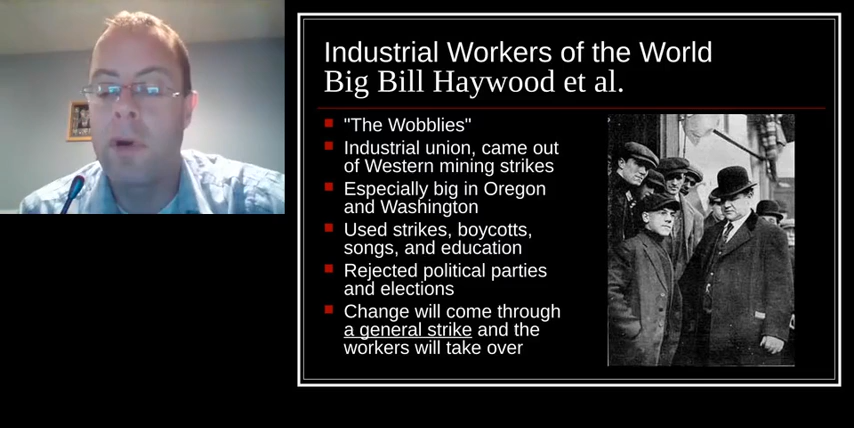 Industrial Workers of the World
Big Bill Haywood et al.
"The Wobblies"
Industrial union, came out
of Western mining strikes
Especially big in Oregon
and Washington
Used strikes, boycotts,
songs, and education
Rejected political parties
and elections
Change will come through
a general strike and the
workers will take over